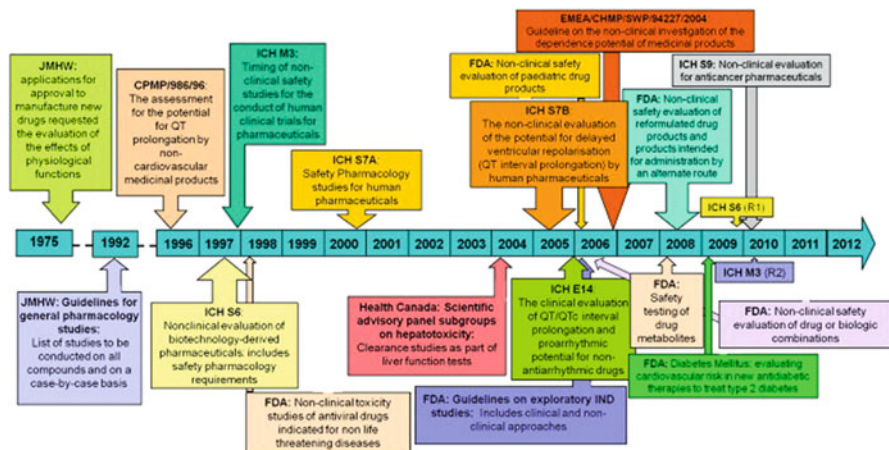 JMHW:
applications for
approval to
manufacture new
drugs requested
the evaluation of
the effects of
physiological
functions
CPMP/986/96:
The assessment
for the potential
for QT
prolongation by
non-
cardiovascular
medicinal products
ICH M3:
Timing of non-
clinical safety
studies for the
conduct of human
clinical trials for
pharmaceuticals
ICH S7A:
Safety Pharmacology
studies for human
pharmaceuticals
FDA: Non-clinical safety
evaluation of paediatric drug
products
EMEA/CHMP/SWP/94227/2004:
Guideline on the non-clinical investigation of the
dependence potential of medicinal products
ICH S7B:
The non-clinical evaluation
of the potential for delayed
ventricular repolarisation
(QT interval prolongation) by
human pharmaceuticals
FDA: Non-clinical
safety evaluation of
reformulated drug
products and
products intended
for administration by
an alternate route
ICH S9: Non-clinical evaluation
for anticancer pharmaceuticals
ICH S6 (R1)
1975 1992 1996 1997 1998 1999 2000 2001 2002 2003 2004 2005 2006 2007 2008 2009 2010 2011 2012
JMHW: Guidelines for
general pharmacology
studies:
List of studies to be
conducted on all
compounds and on a
case-by-case basis
ICH S6:
Nonclinical evaluation of
biotechnology-derived
pharmaceuticals: includes
safety pharmacology
requirements
FDA: Non-clinical toxicity
studies of antiviral drugs
indicated for non life
threatening diseases
Health Canada: Scientific
advisory panel subgroups
on hepatotoxicity:
Clearance studies as part of
liver function tests
FDA: Guidelines on exploratory IND
studies: Includes clinical and non-
clinical approaches
ICH E14:
The clinical evaluation
of QT/QTc interval
prolongation and
proarrhythmic
potential for non-
antiarrhythmic drugs
FDA:
Safety
testing of
drug
metabolites
ICH M3 (R2)
FDA: Non-clinical safety
evaluation of drug or biologic
combinations
FDA: Diabetes Mellitus: evaluating
cardiovascular risk in new antidiabetic
therapies to treat type 2 diabetes